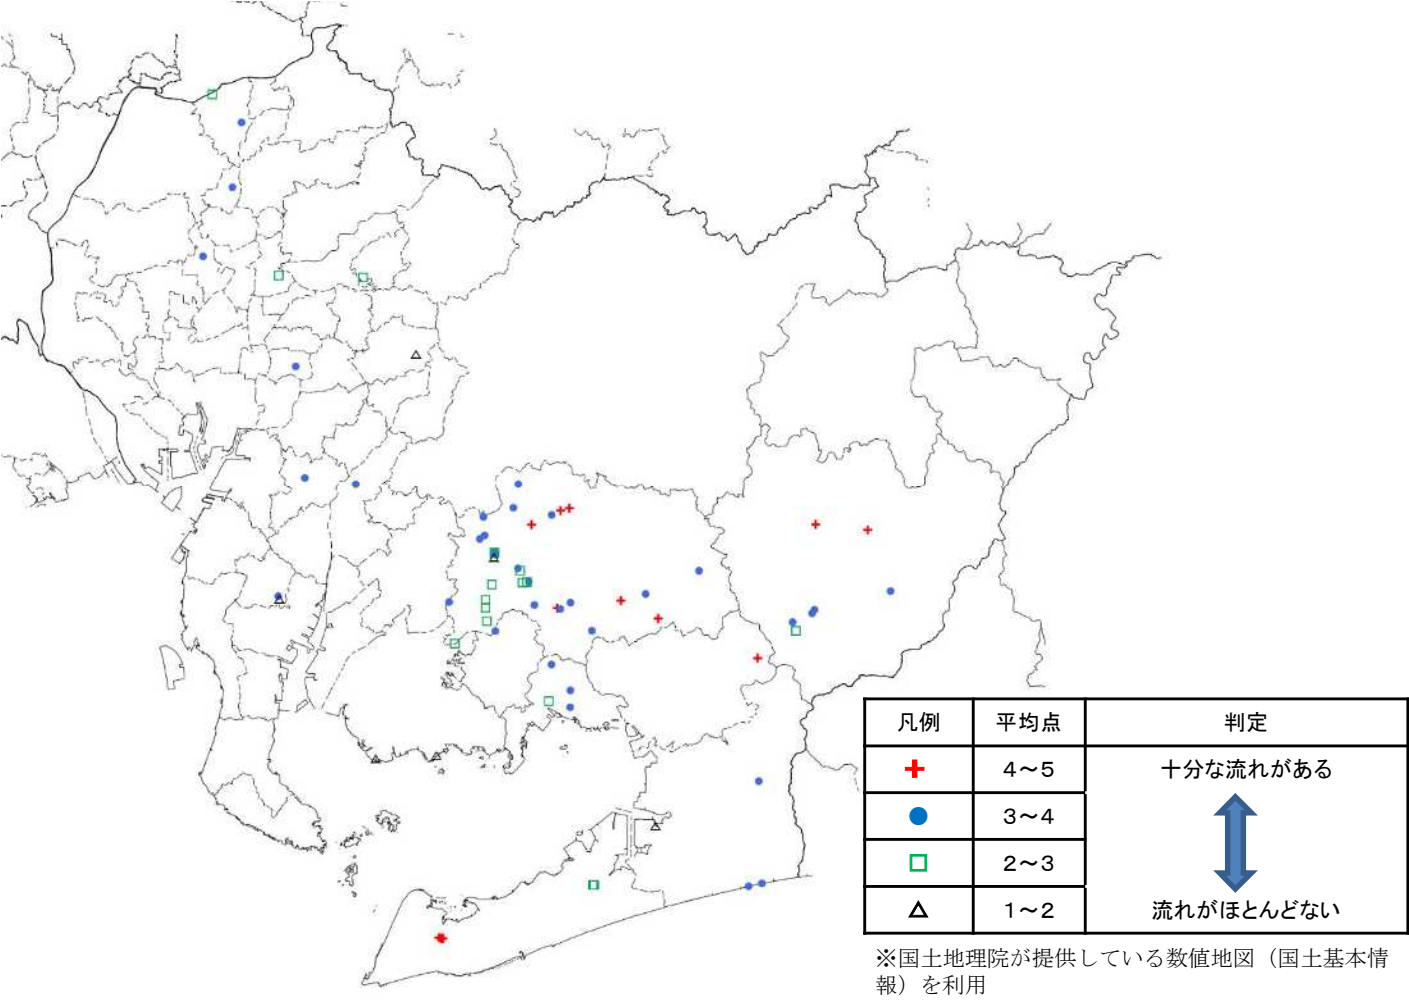 凡例 平均点 判定
4～5 十分な流れがある
3～4
2～3
1～2 流れがほとんどない
※国土地理院が提供している数値地図（国土基本情
報）を利用